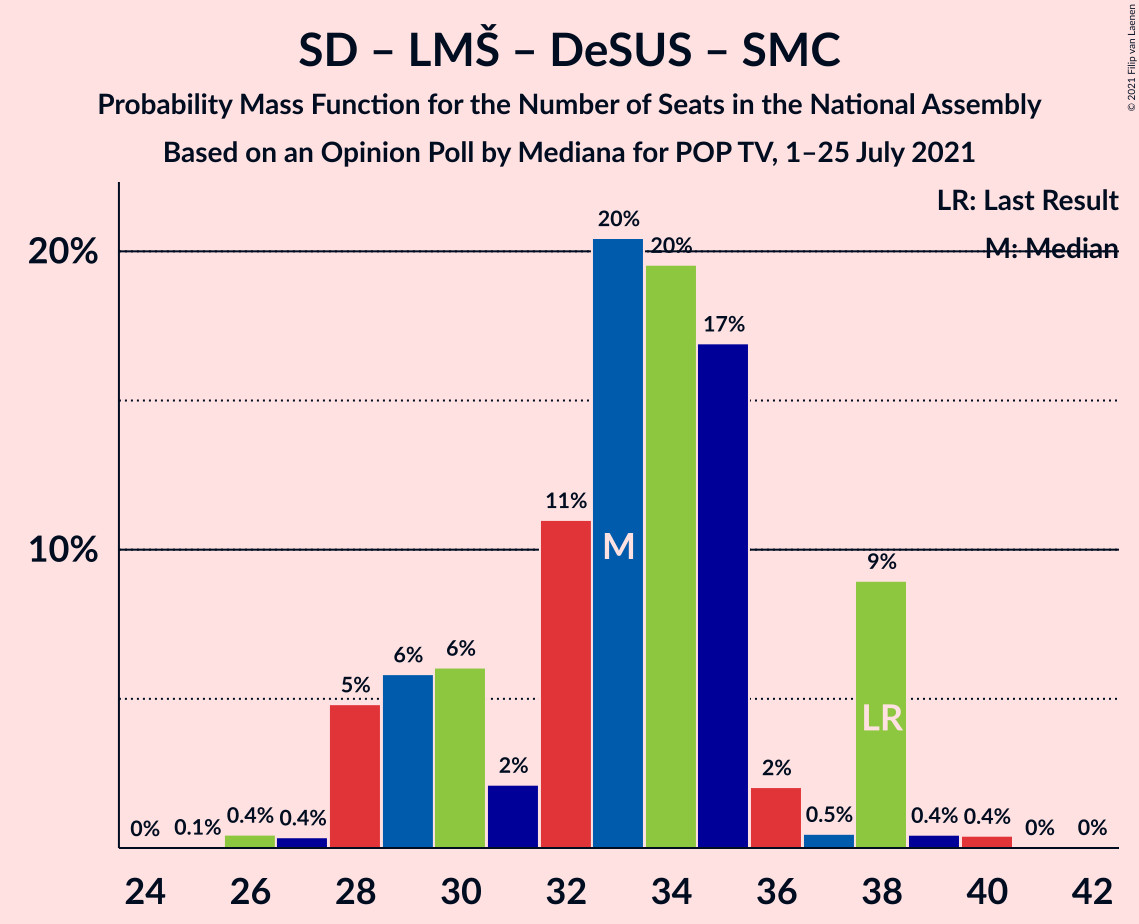 SD – LMŠ – DeSUS – SMC
Probability Mass Function for the Number of Seats in the National Assembly
Based on an Opinion Poll by Mediana for POP TV, 1–25 July 2021
© 2021 Filip van Laenen
LR: Last Result
M: Median
20%
10%
0%
0.1%
0.4%
0.4%
5%
6%
6%
2%
11%
20%
20%
17%
2%
0.5%
9%
0.4%
0.4%
0%
0%
M
LR
24 26 28 30 32 34 36 38 40 42